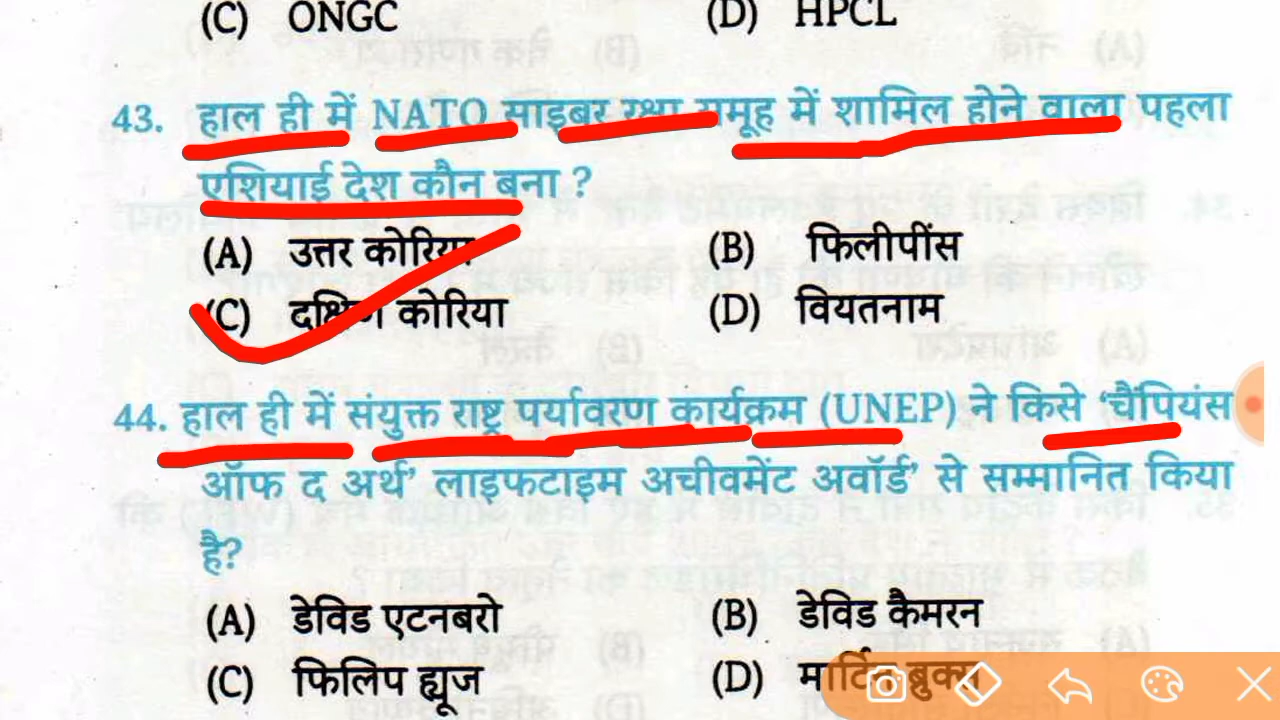 (C) ONGC (D) HPCL
43. हाल ही में NATO साइबर रक्षा समूह में शामिल होने वाला पहला
एशियाई देश कौन बना ?
(A) उत्तर कोरिया (B) फिलीपींस
(C) दक्षिण कोरिया (D) वियतनाम
44. हाल ही में संयुक्त राष्ट्र पर्यावरण कार्यक्रम (UNEP) ने किसे ‘चैंपियंस
ऑफ द अर्थ’ लाइफटाइम अचीवमेंट अवॉर्ड’ से सम्मानित किया
है?
(A) डेविड एटनबरो (B) डेविड कैमरन
(C) फिलिप ह्यूज (D) मार्टिन ब्रुक्स